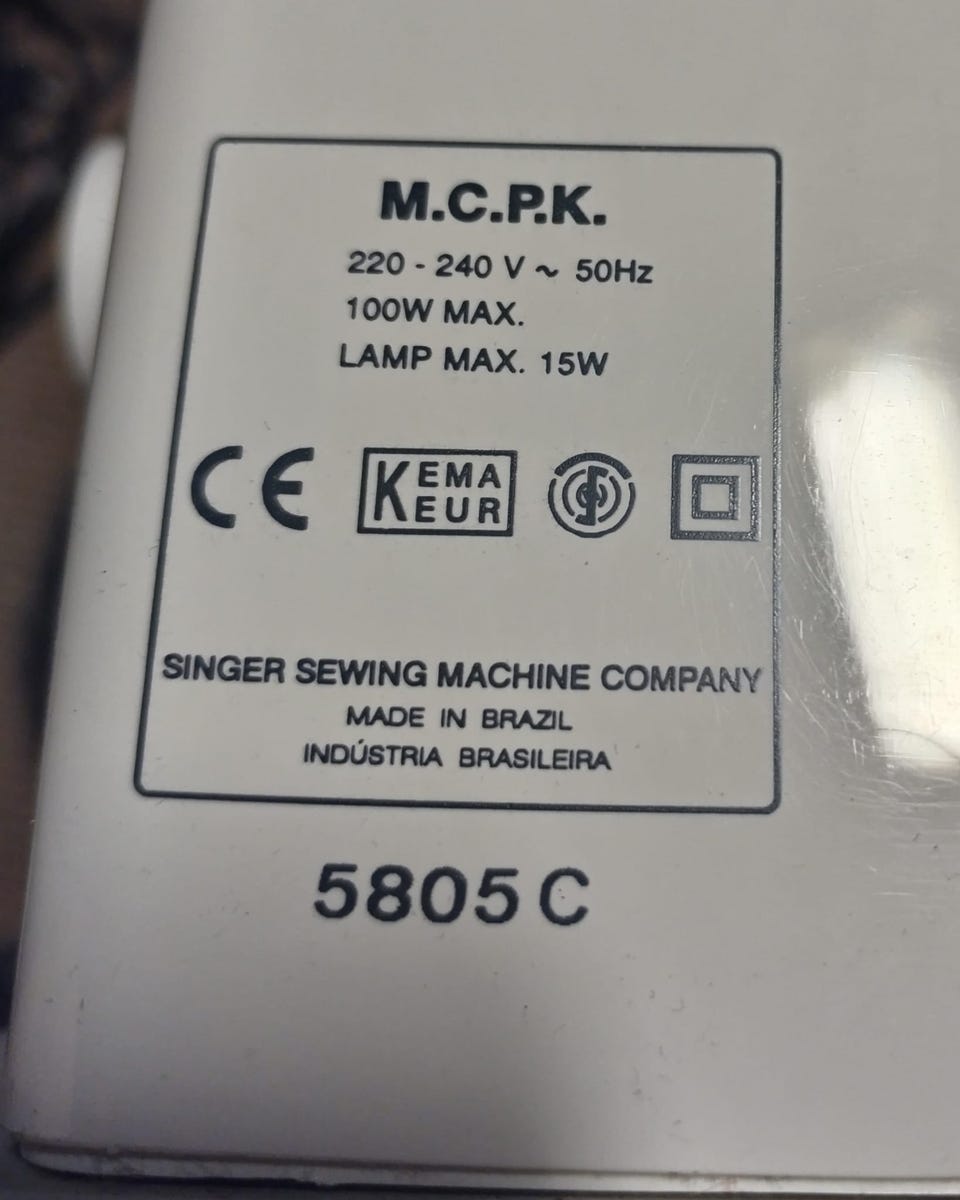 M.C.P.K.
220 - 240 V ~ 50Hz
100W MAX.
LAMP MAX. 15W
CE KEMA KEUR
SINGER SEWING MACHINE COMPANY
MADE IN BRAZIL
INDÚSTRIA BRASILEIRA
5805 C